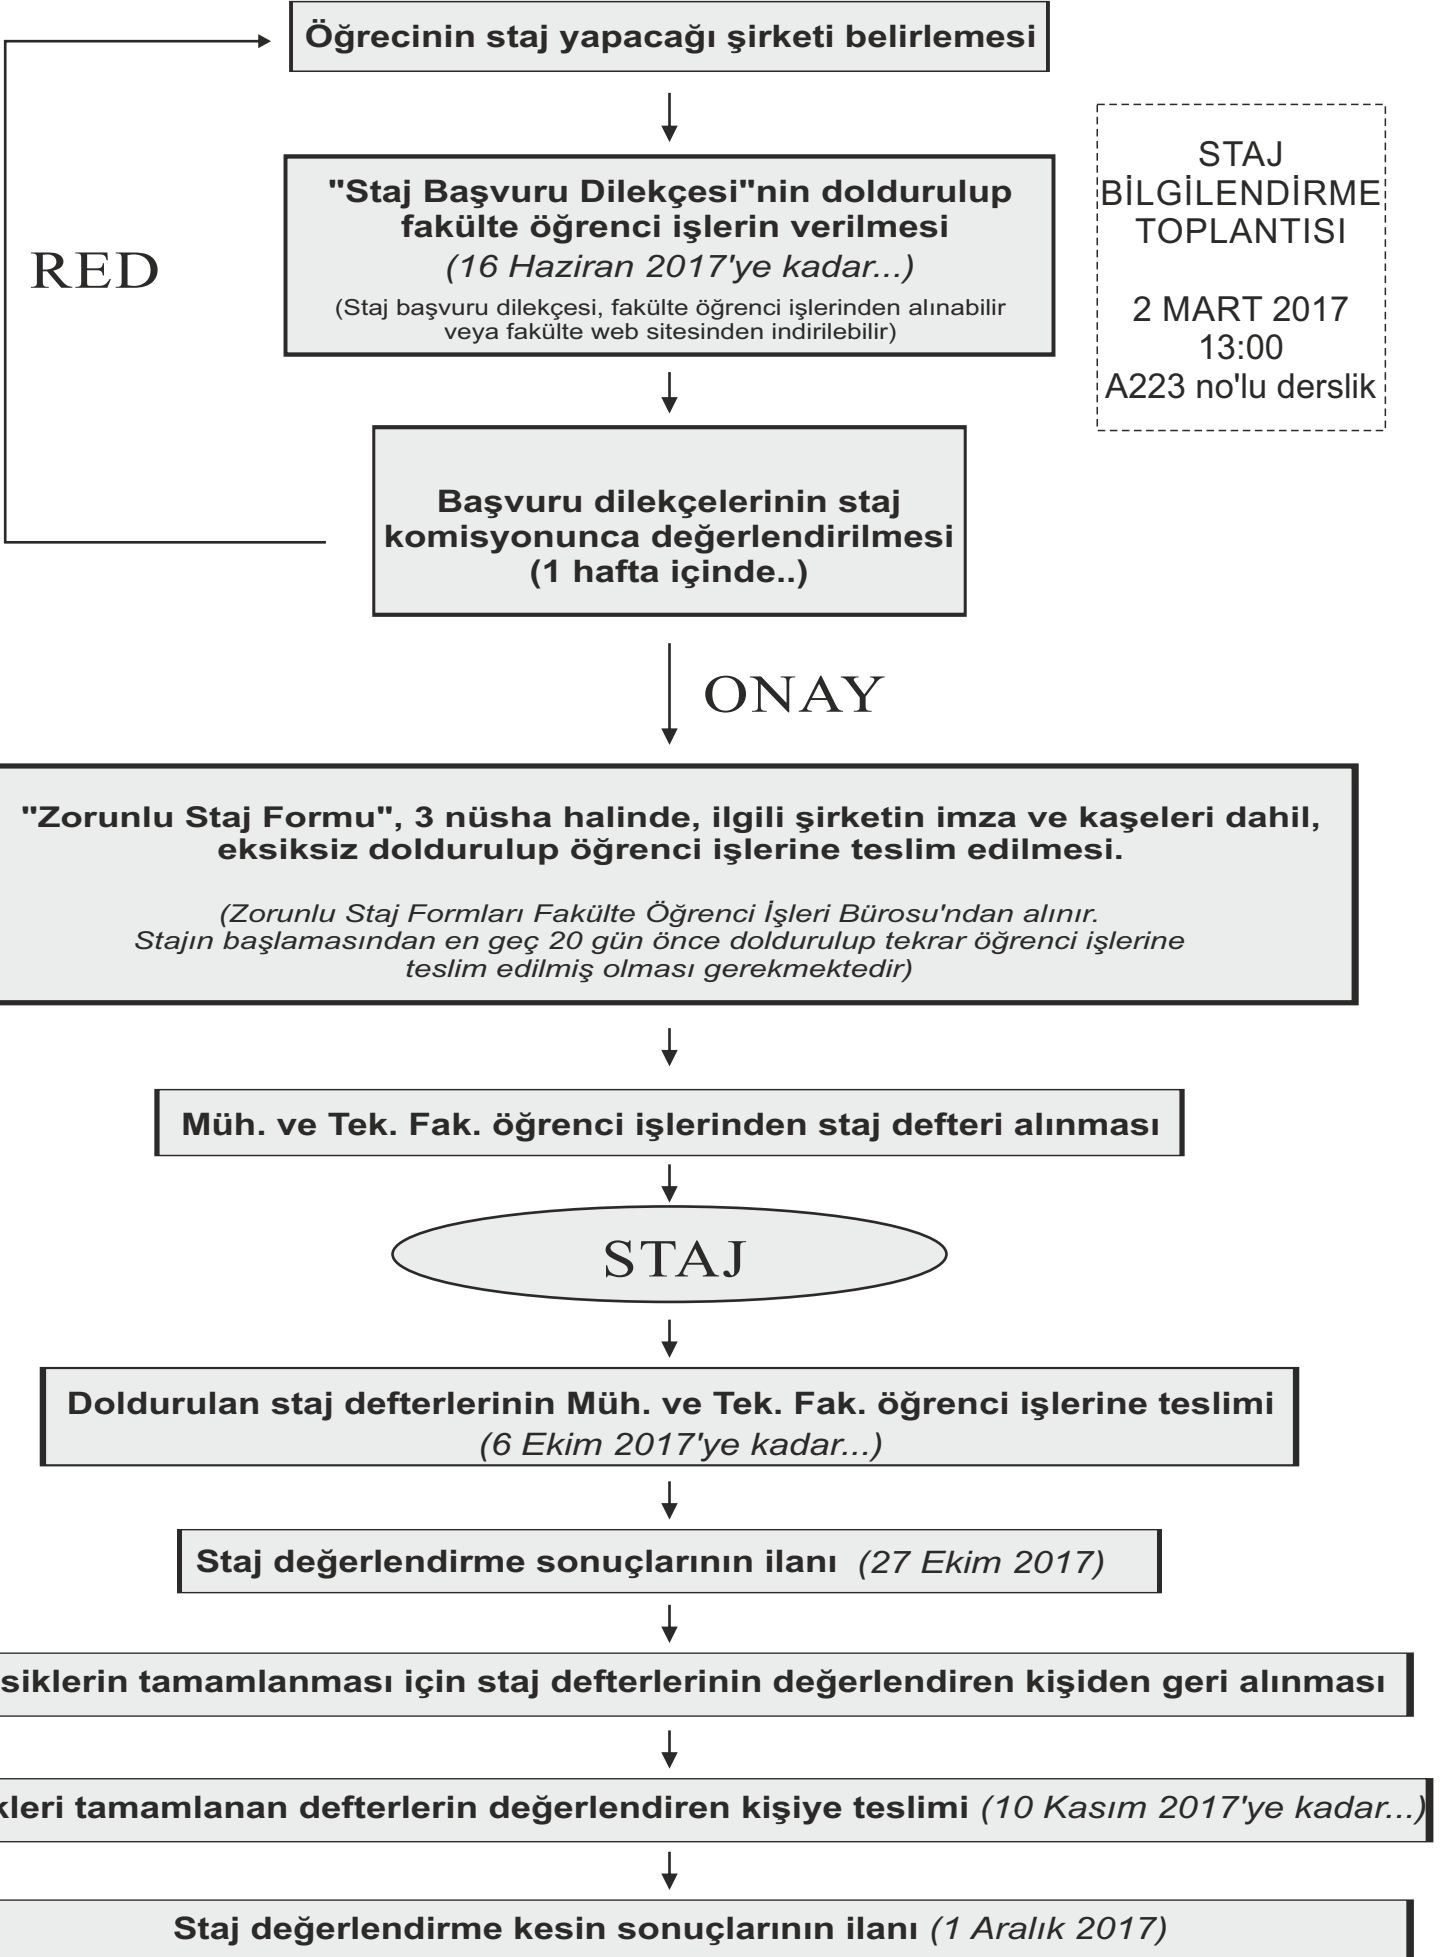 Öğrecinin staj yapacağı şirketi belirlemesi
"Staj Başvuru Dilekçesi"nin doldurulup
fakülte öğrenci işlerin verilmesi
(16 Haziran 2017'ye kadar...)
(Staj başvuru dilekçesi, fakülte öğrenci işlerinden alınabilir
veya fakülte web sitesinden indirilebilir)
STAJ
BİLGİLENDİRME
TOPLANTISI
2 MART 2017
13:00
A223 no'lu derslik
RED
Başvuru dilekçelerinin staj
komisyonunca değerlendirilmesi
(1 hafta içinde..)
ONAY
"Zorunlu Staj Formu", 3 nüsha halinde, ilgili şirketin imza ve kaşeleri dahil,
eksiksiz doldurulup öğrenci işlerine teslim edilmesi.
(Zorunlu Staj Formları Fakülte Öğrenci İşleri Bürosu'ndan alınır.
Stajın başlamasından en geç 20 gün önce doldurulup tekrar öğrenci işlerine
teslim edilmiş olması gerekmektedir)
Müh. ve Tek. Fak. öğrenci işlerinden staj defteri alınması
STAJ
Doldurulan staj defterlerinin Müh. ve Tek. Fak. öğrenci işlerine teslimi
(6 Ekim 2017'ye kadar...)
Staj değerlendirme sonuçlarının ilanı (27 Ekim 2017)
siklerin tamamlanması için staj defterlerinin değerlendiren kişiden geri alınması
kleri tamamlanan defterlerin değerlendiren kişiye teslimi (10 Kasım 2017'ye kadar...)
Staj değerlendirme kesin sonuçlarının ilanı (1 Aralık 2017)